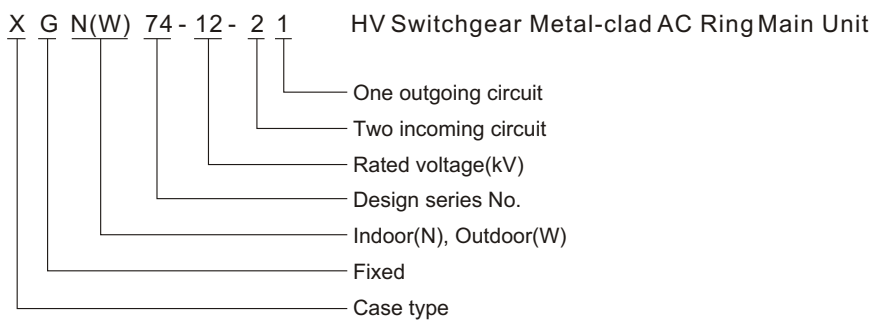 X G N(W) 74 - 12 - 2 1 HV Switchgear Metal-clad AC Ring Main Unit
One outgoing circuit
Two incoming circuit
Rated voltage(kV)
Design series No.
Indoor(N), Outdoor(W)
Fixed
Case type